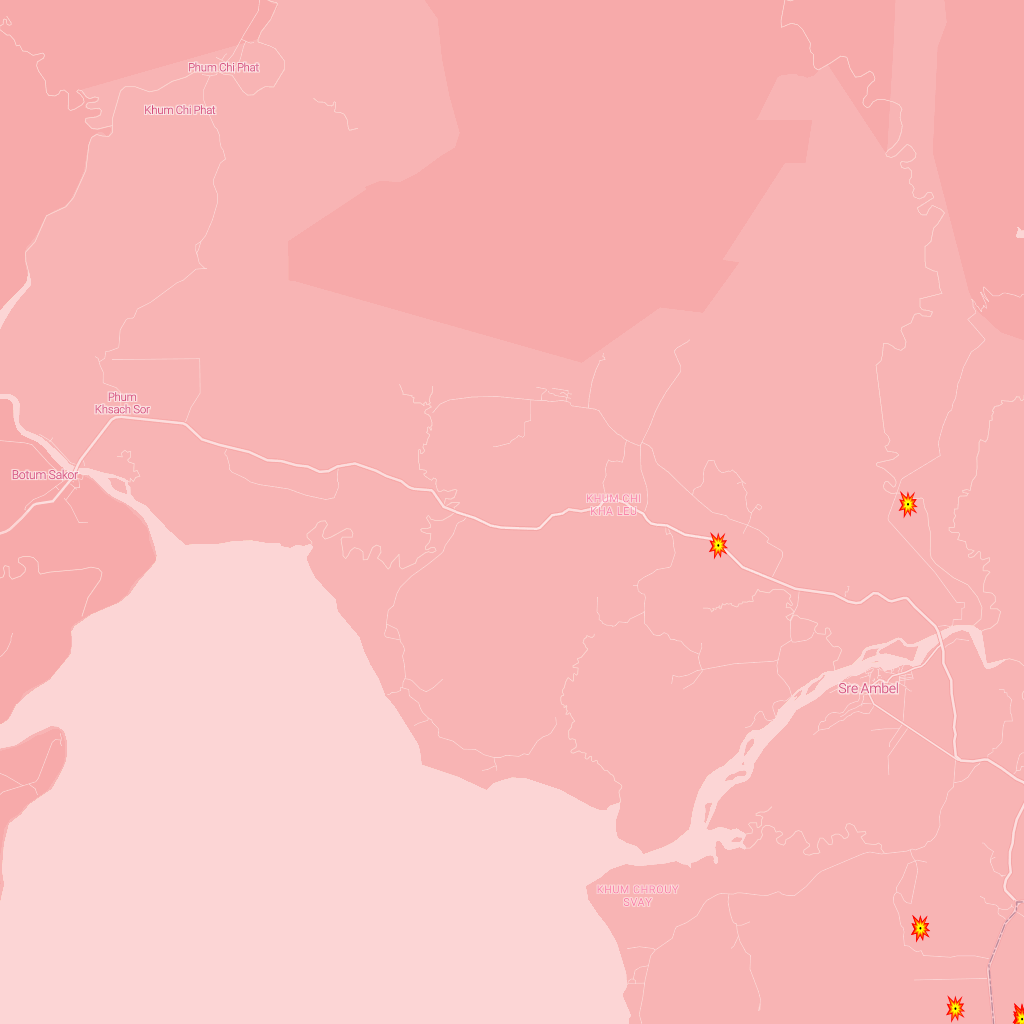 Phum Chi Phat
Khum Chi Phat
Phum
Khsach Sor
Botum Sakor
KHUM CHI
KHA LEU
Sre Ambel
KHUM CHROUY
SVAY